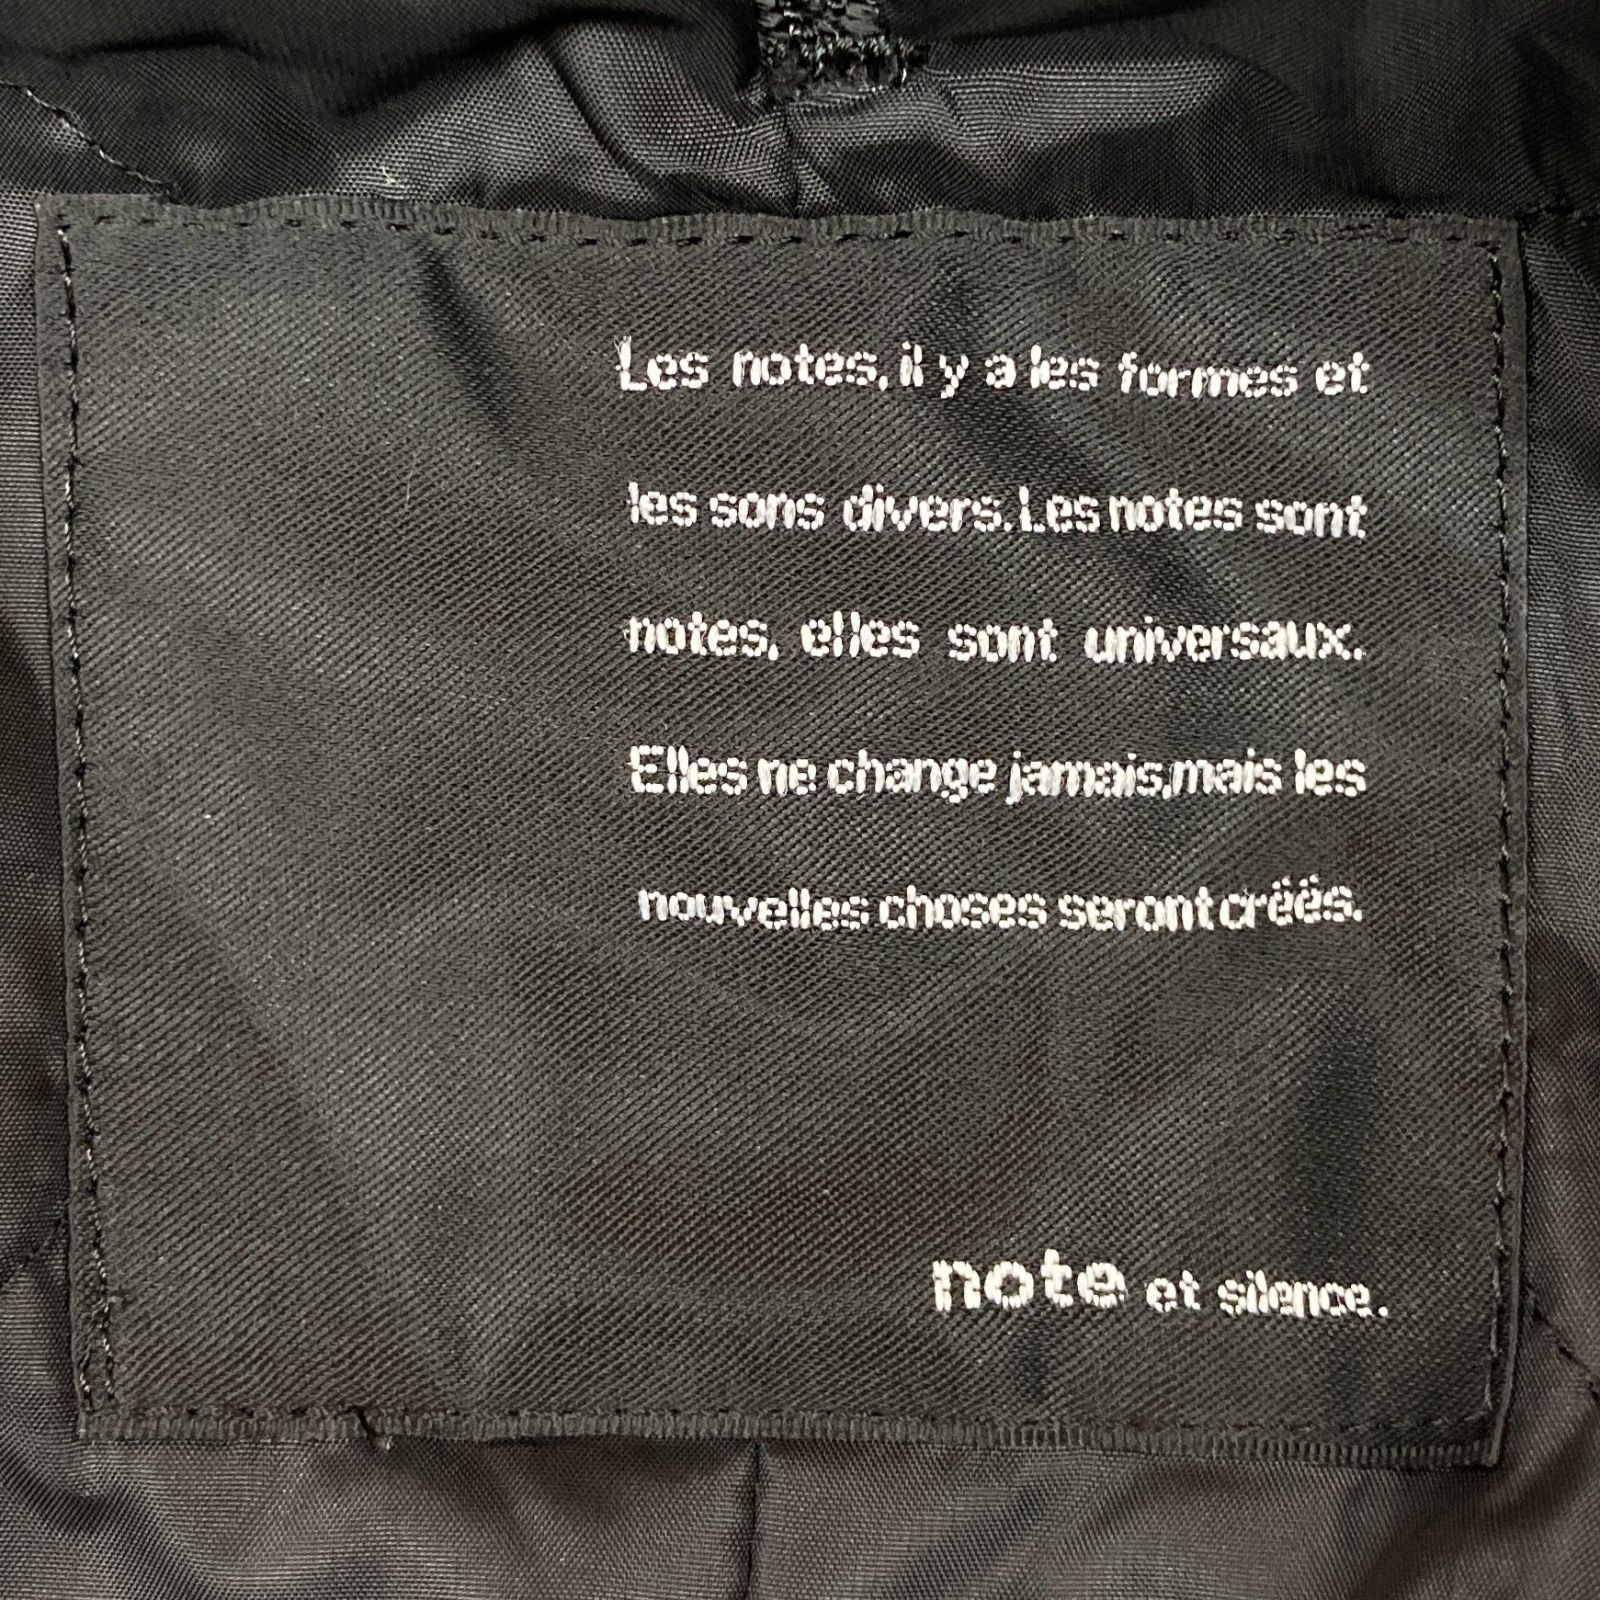 Les notes, il y a les formes et
les sons divers. Les notes sont
notes, elles sont universaux.
Elles ne change jamais, mais les
nouvelles choses seront crëës.
note et silence.